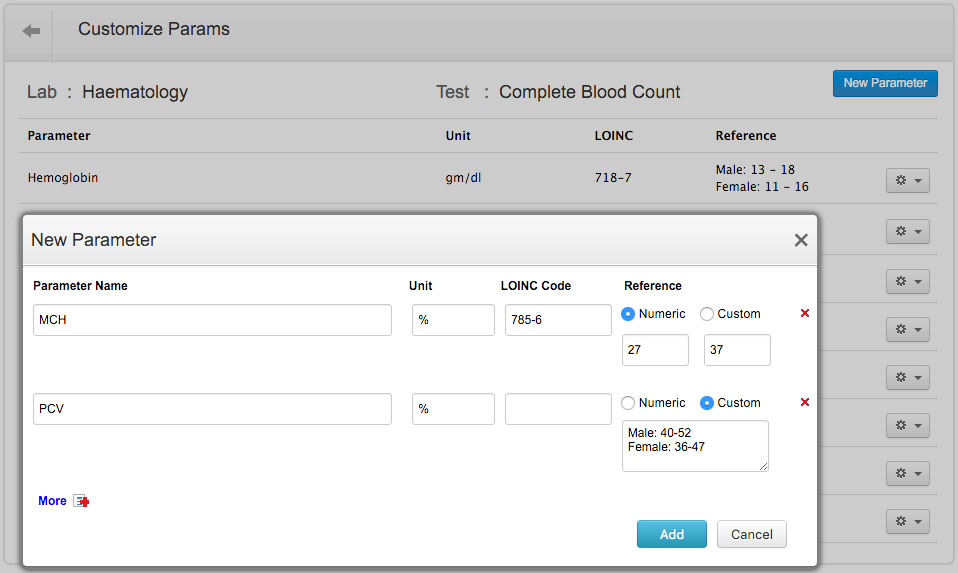 Customize Params
Lab : Haematology
Test : Complete Blood Count
New Parameter
Parameter Unit LOINC Reference
Hemoglobin gm/dl 718-7 Male: 13 - 18
Female: 11 - 16
New Parameter
Parameter Name Unit LOINC Code Reference
MCH % 785-6 Numeric Custom
27 37
PCV % Numeric Custom
Male: 40-52
Female: 36-47
More
Add Cancel